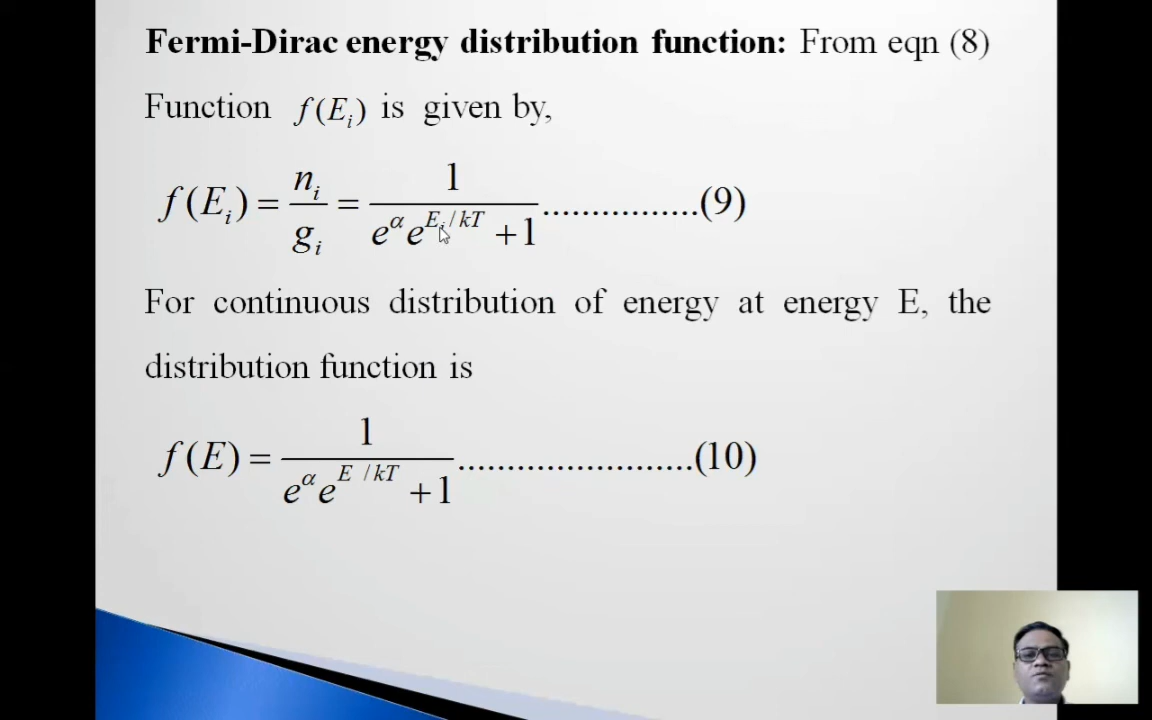 Fermi-Dirac energy distribution function: From eqn (8)
Function f(E_i) is given by,
f(E_i) = n_i / g_i = 1 / (e^α e^{E_i/kT} + 1) ................(9)
For continuous distribution of energy at energy E, the
distribution function is
f(E) = 1 / (e^α e^{E/kT} + 1) ........................(10)